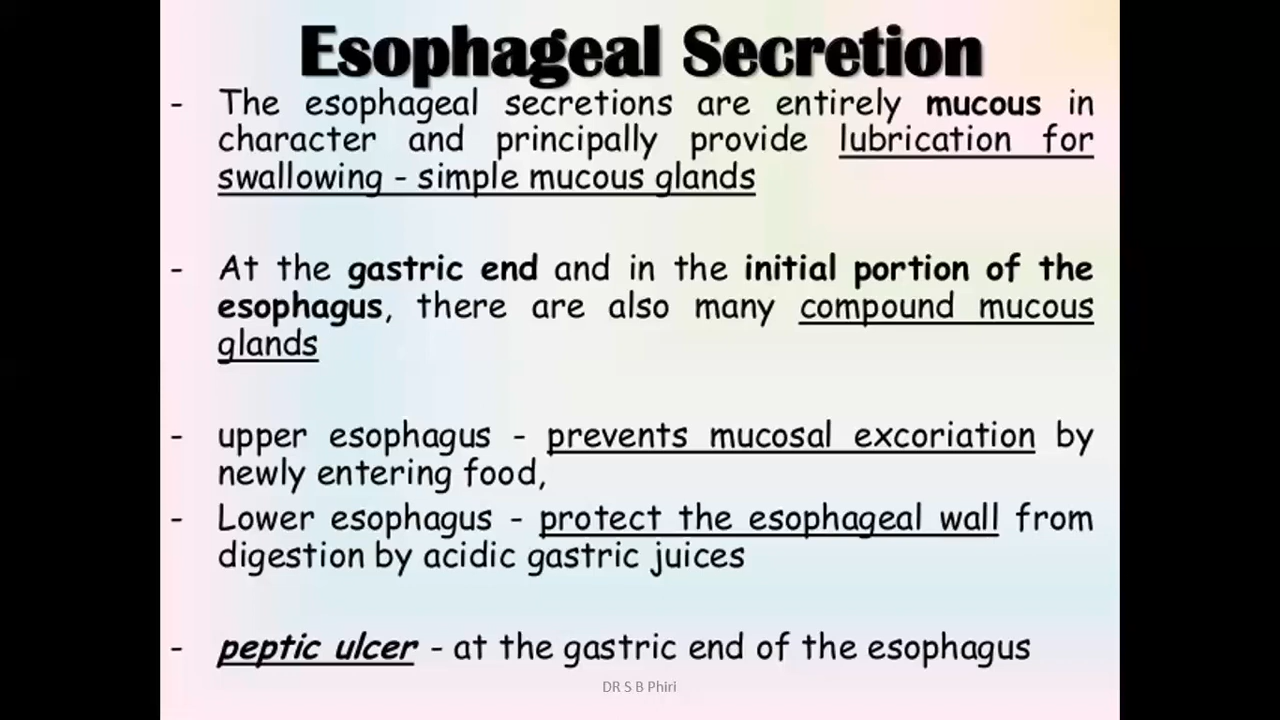 Esophageal Secretion
- The esophageal secretions are entirely mucous in
character and principally provide lubrication for
swallowing - simple mucous glands
- At the gastric end and in the initial portion of the
esophagus, there are also many compound mucous
glands
- upper esophagus - prevents mucosal excoriation by
newly entering food,
- Lower esophagus - protect the esophageal wall from
digestion by acidic gastric juices
- peptic ulcer - at the gastric end of the esophagus
DR S B Phiri